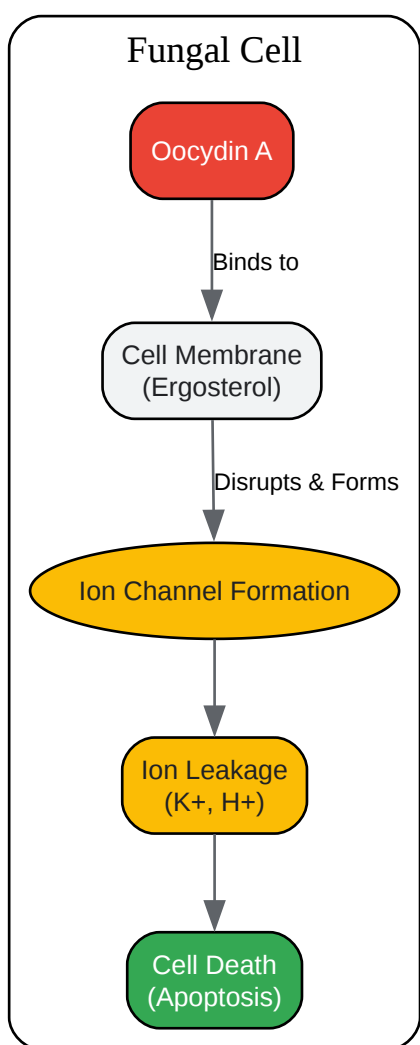 Fungal Cell
Oocydin A
Binds to
Cell Membrane
(Ergosterol)
Disrupts & Forms
Ion Channel Formation
Ion Leakage
(K+, H+)
Cell Death
(Apoptosis)